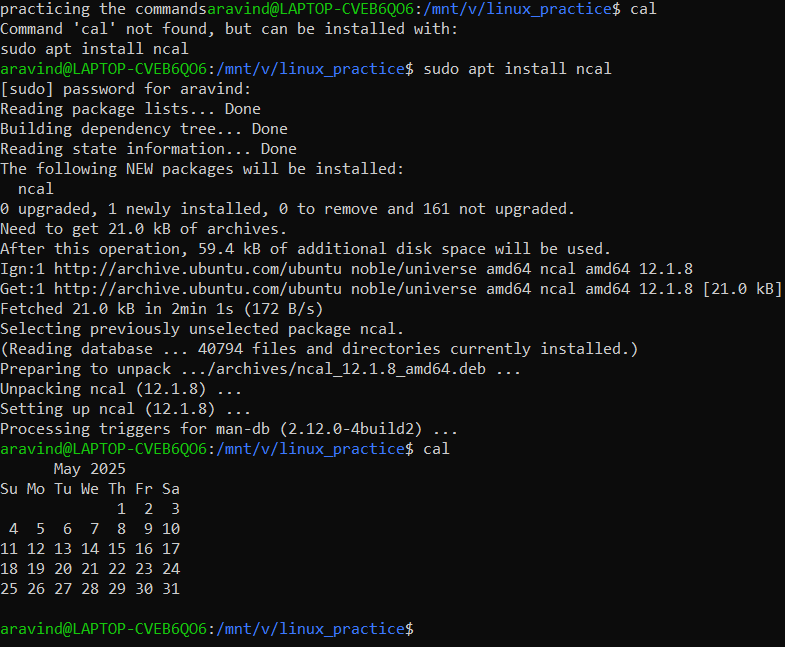 practicing the commandsaravind@LAPTOP-CVEB6QO6:/mnt/v/linux_practice$ cal
Command 'cal' not found, but can be installed with:
sudo apt install ncal
aravind@LAPTOP-CVEB6QO6:/mnt/v/linux_practice$ sudo apt install ncal
[sudo] password for aravind:
Reading package lists... Done
Building dependency tree... Done
Reading state information... Done
The following NEW packages will be installed:
  ncal
0 upgraded, 1 newly installed, 0 to remove and 161 not upgraded.
Need to get 21.0 kB of archives.
After this operation, 59.4 kB of additional disk space will be used.
Ign:1 http://archive.ubuntu.com/ubuntu noble/universe amd64 ncal amd64 12.1.8
Get:1 http://archive.ubuntu.com/ubuntu noble/universe amd64 ncal amd64 12.1.8 [21.0 kB]
Fetched 21.0 kB in 2min 1s (172 B/s)
Selecting previously unselected package ncal.
(Reading database ... 40794 files and directories currently installed.)
Preparing to unpack .../archives/ncal_12.1.8_amd64.deb ...
Unpacking ncal (12.1.8) ...
Setting up ncal (12.1.8) ...
Processing triggers for man-db (2.12.0-4build2) ...
aravind@LAPTOP-CVEB6QO6:/mnt/v/linux_practice$ cal
      May 2025
Su Mo Tu We Th Fr Sa
             1  2  3
 4  5  6  7  8  9 10
11 12 13 14 15 16 17
18 19 20 21 22 23 24
25 26 27 28 29 30 31
aravind@LAPTOP-CVEB6QO6:/mnt/v/linux_practice$